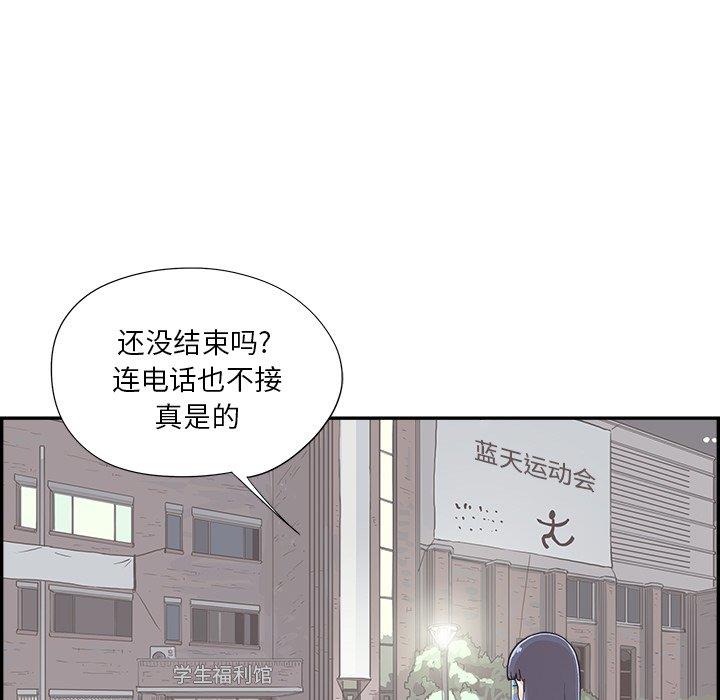 还没结束吗?
连电话也不接
真是的
蓝天运动会
学生福利馆